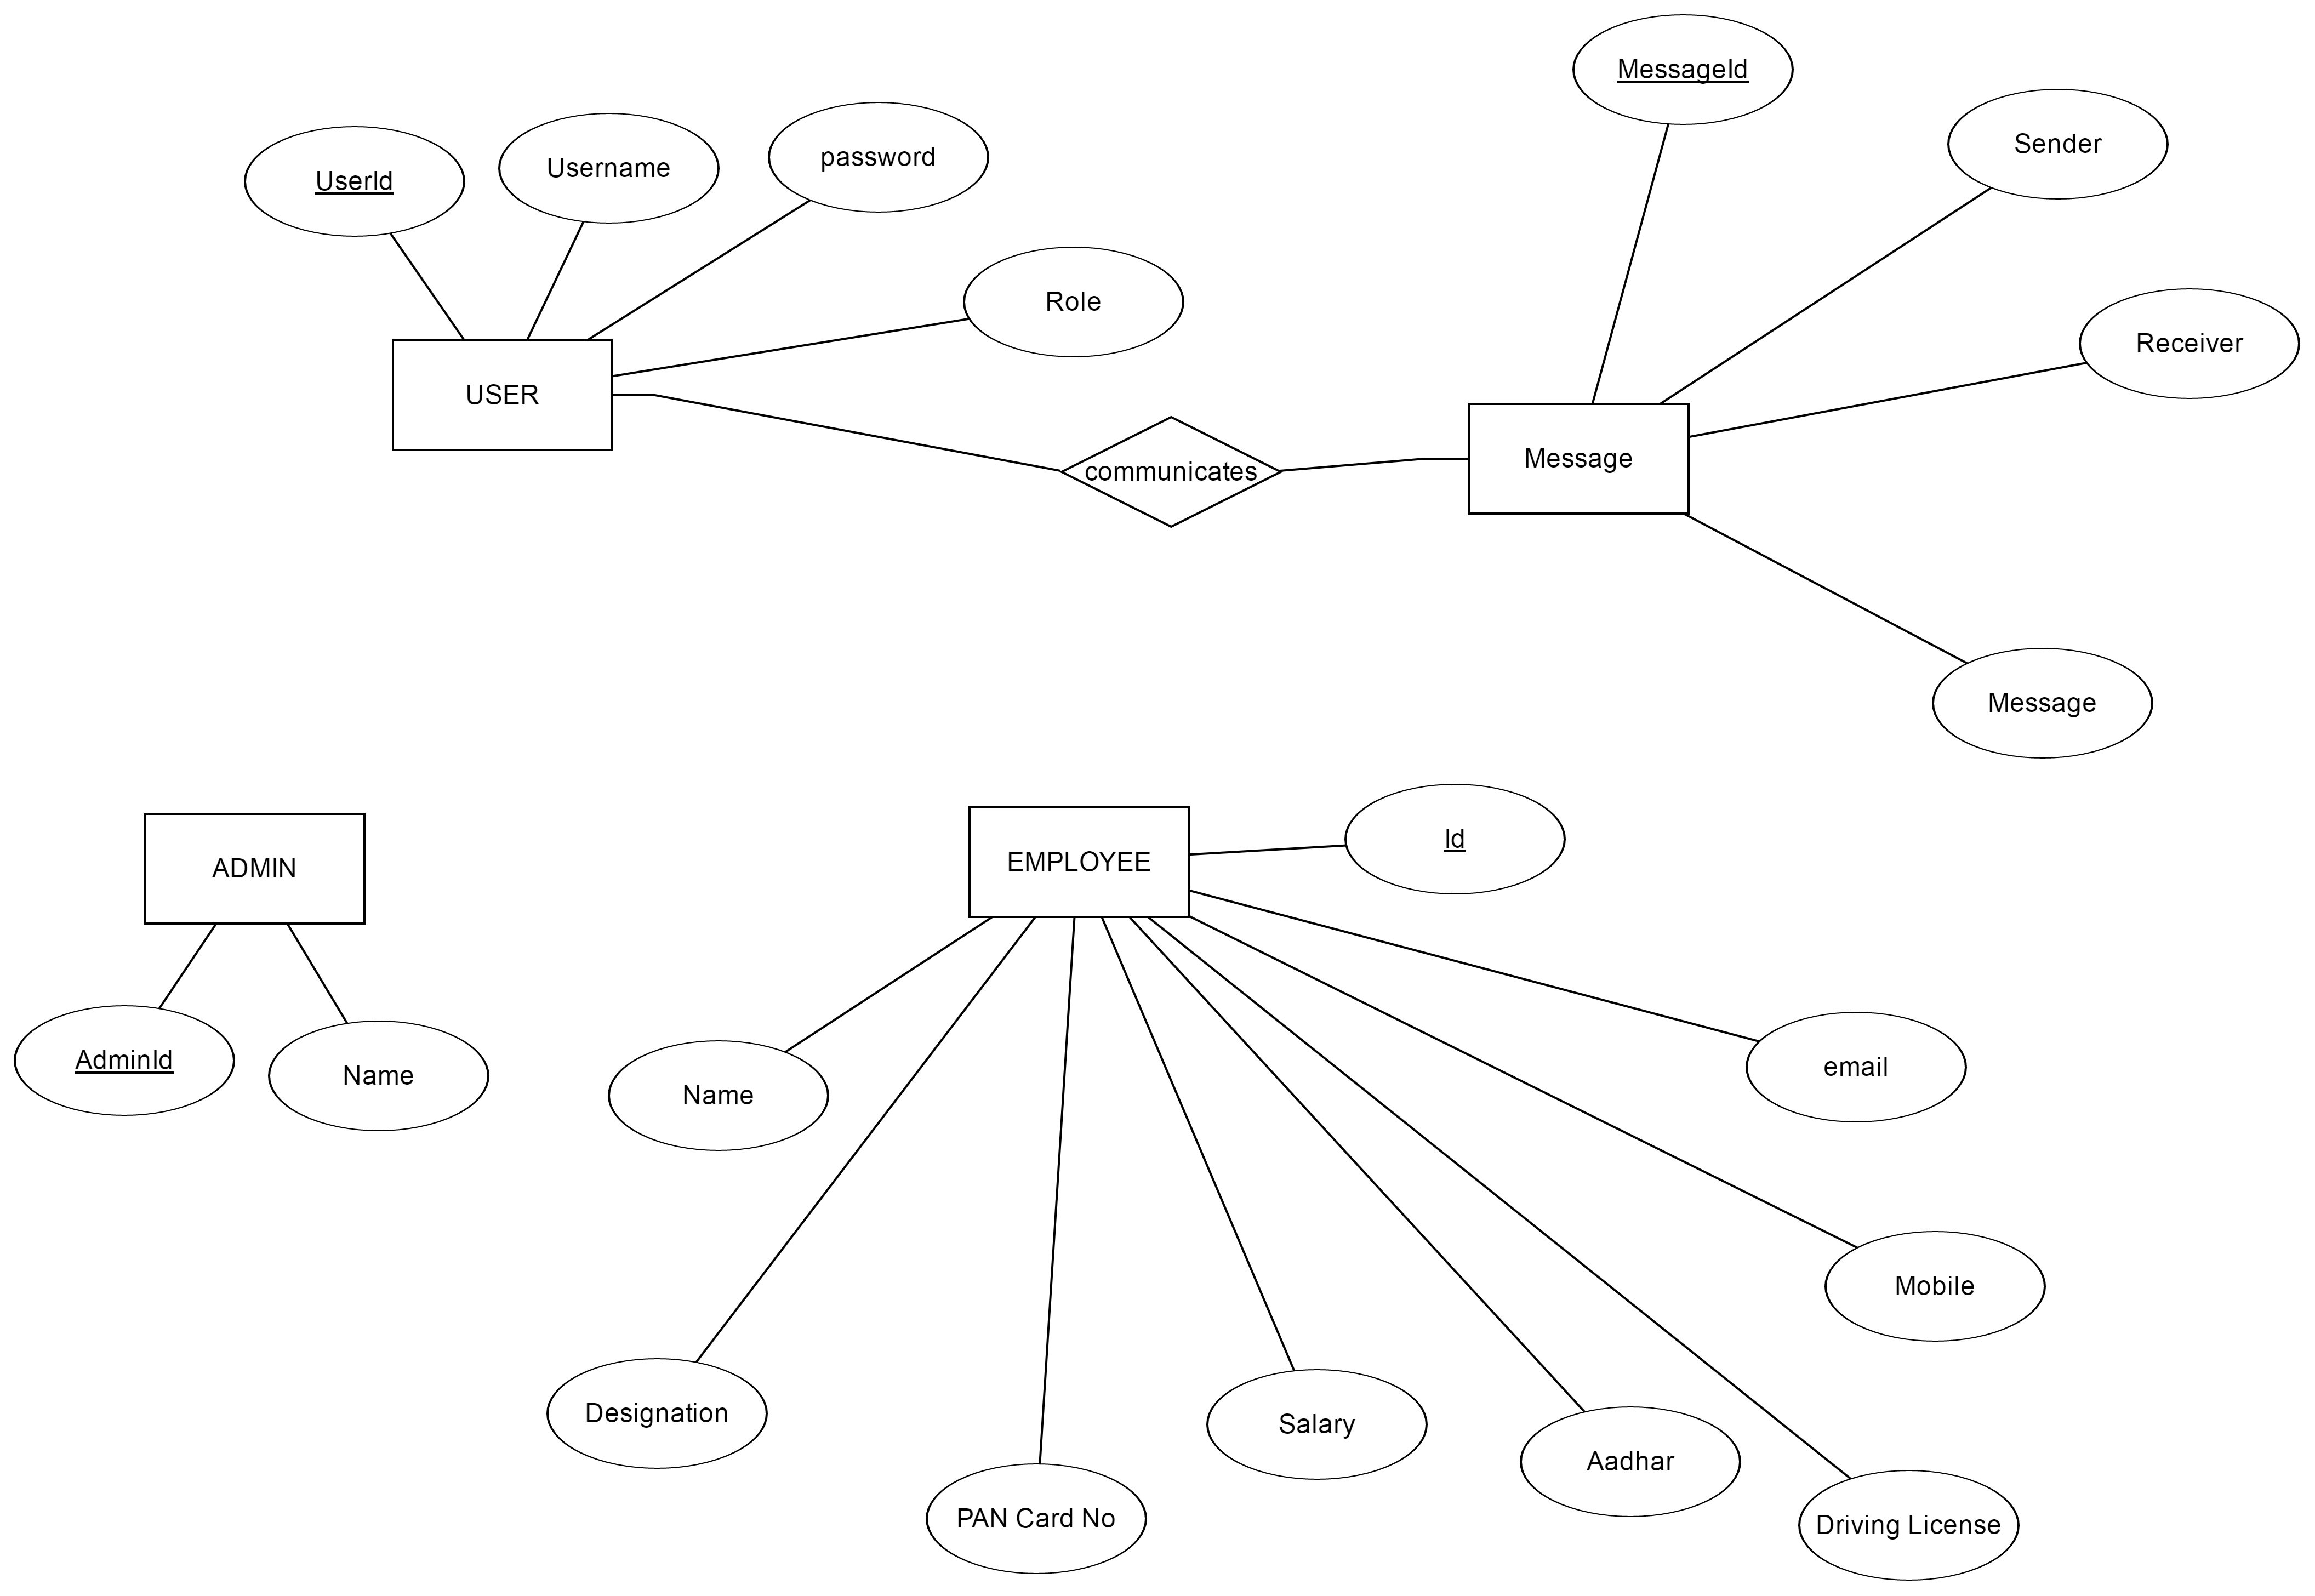 MessageId
Sender
password
Username
UserId
Role
Receiver
USER
Message
communicates
Message
Id
EMPLOYEE
ADMIN
AdminId
email
Name
Name
Mobile
Designation
Salary
Aadhar
PAN Card No
Driving License